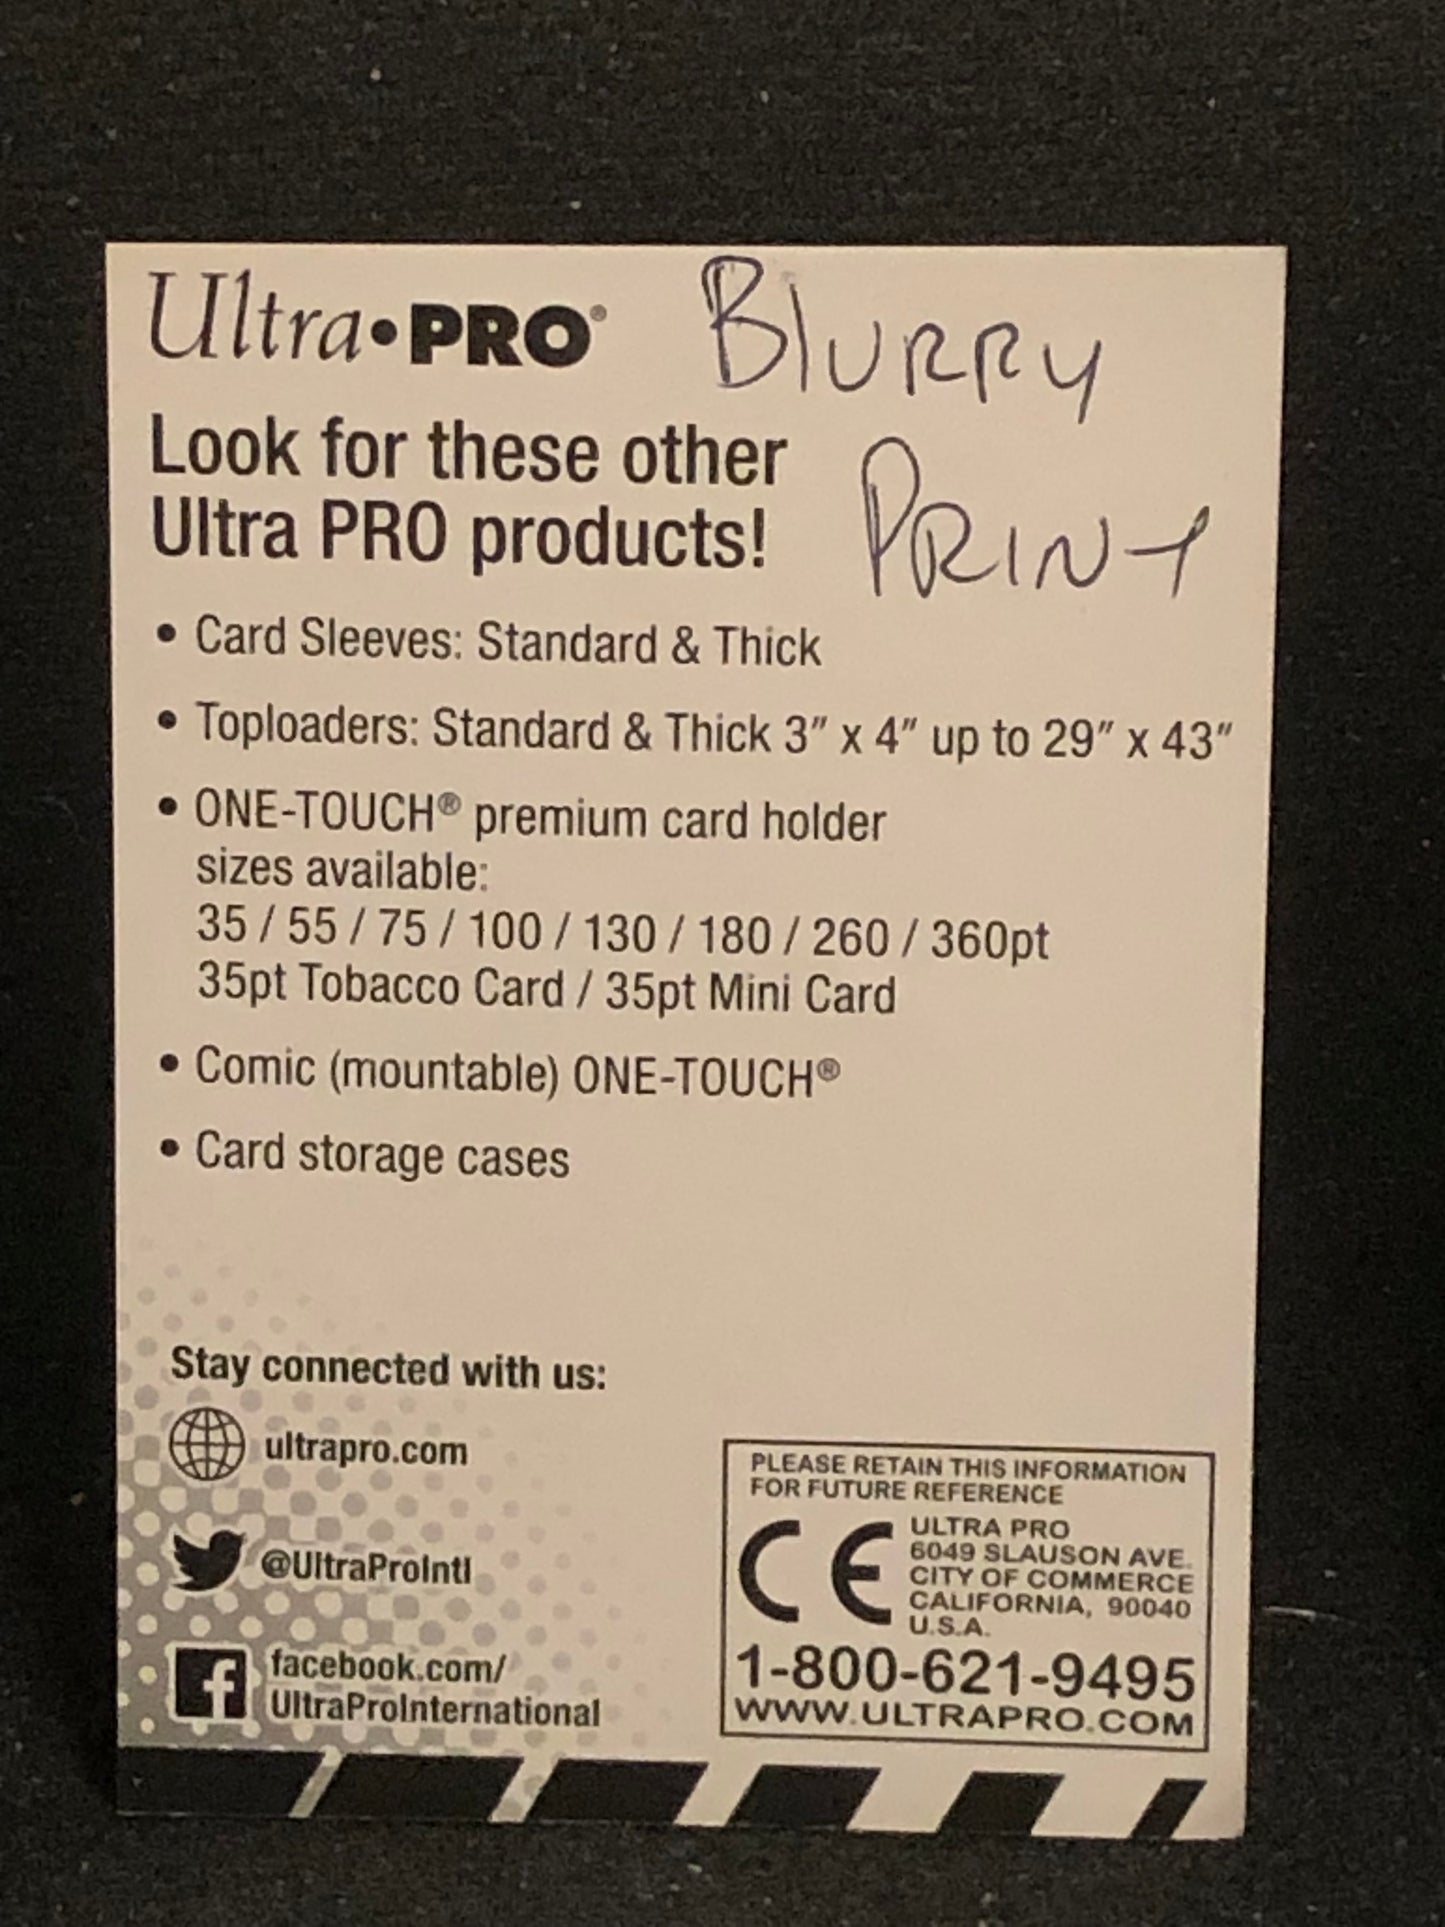 Ultra•PRO®
Blurry
Print
Look for these other
Ultra PRO products!
• Card Sleeves: Standard & Thick
• Toploaders: Standard & Thick 3″ x 4″ up to 29″ x 43″
• ONE-TOUCH® premium card holder
sizes available:
35 / 55 / 75 / 100 / 130 / 180 / 260 / 360pt
35pt Tobacco Card / 35pt Mini Card
• Comic (mountable) ONE-TOUCH®
• Card storage cases
Stay connected with us:
ultrapro.com
@UltraProIntl
facebook.com/
UltraProInternational
PLEASE RETAIN THIS INFORMATION
FOR FUTURE REFERENCE
CE
ULTRA PRO
6049 SLAUSON AVE.
CITY OF COMMERCE
CALIFORNIA, 90040
U.S.A.
1-800-621-9495
WWW.ULTRAPRO.COM